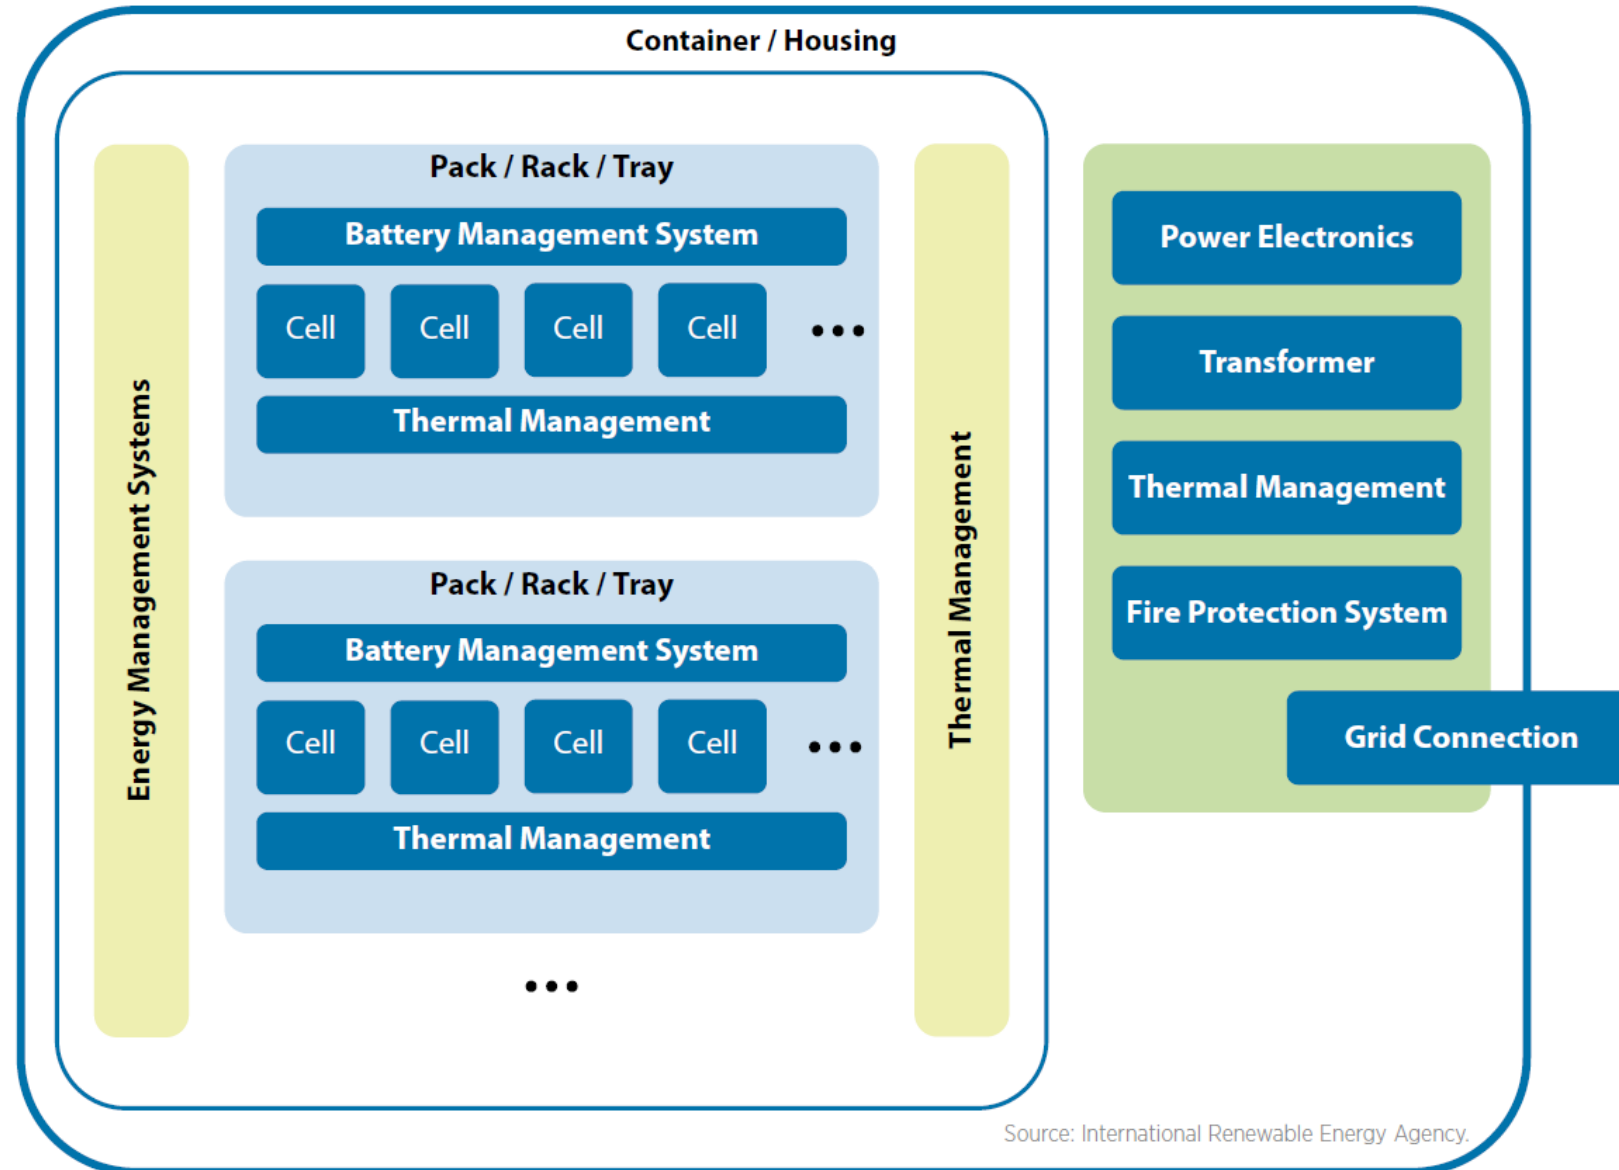 Container / Housing
Energy Management Systems
Pack / Rack / Tray
Battery Management System
Cell Cell Cell Cell ...
Thermal Management
Pack / Rack / Tray
Battery Management System
Cell Cell Cell Cell ...
Thermal Management
...
Thermal Management
Power Electronics
Transformer
Thermal Management
Fire Protection System
Grid Connection
Source: International Renewable Energy Agency.